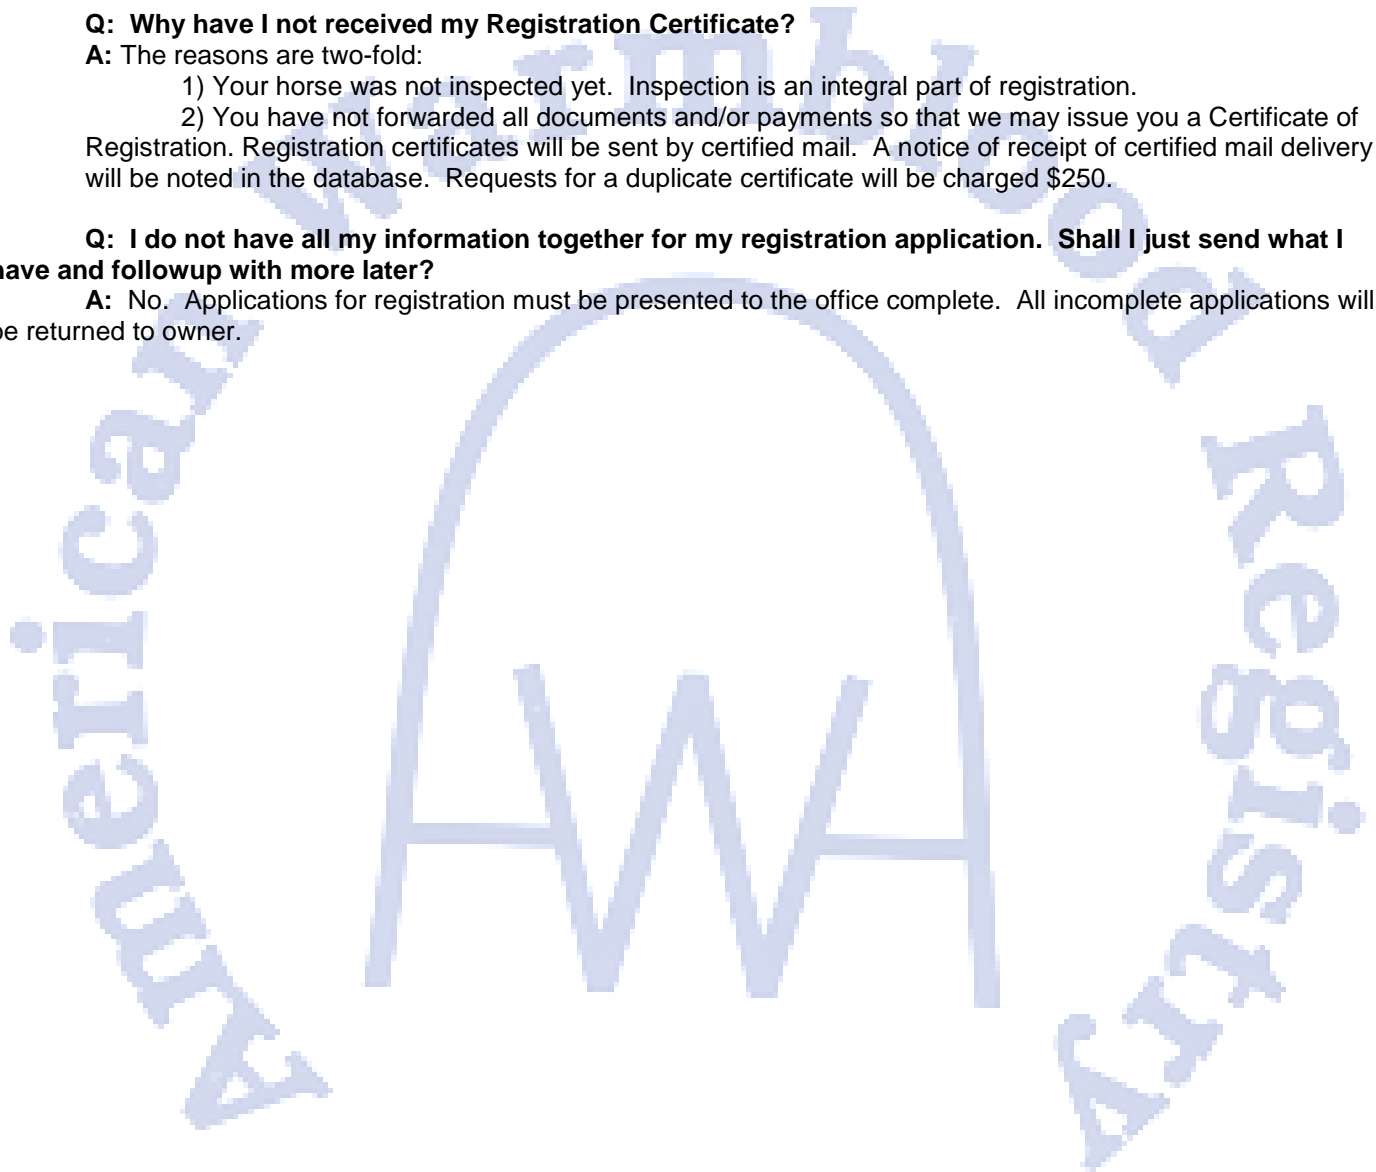 Q: Why have I not received my Registration Certificate?
A: The reasons are two-fold:
1) Your horse was not inspected yet. Inspection is an integral part of registration.
2) You have not forwarded all documents and/or payments so that we may issue you a Certificate of
Registration. Registration certificates will be sent by certified mail. A notice of receipt of certified mail delivery
will be noted in the database. Requests for a duplicate certificate will be charged $250.
Q: I do not have all my information together for my registration application. Shall I just send what I
have and followup with more later?
A: No. Applications for registration must be presented to the office complete. All incomplete applications will
be returned to owner.
American Warmblood Registry
AWA